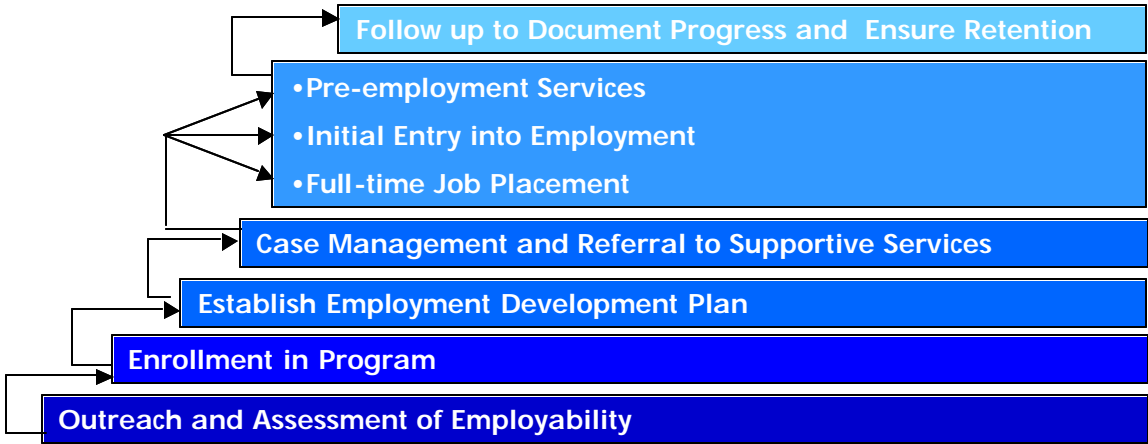 Follow up to Document Progress and Ensure Retention
•Pre-employment Services
•Initial Entry into Employment
•Full-time Job Placement
Case Management and Referral to Supportive Services
Establish Employment Development Plan
Enrollment in Program
Outreach and Assessment of Employability